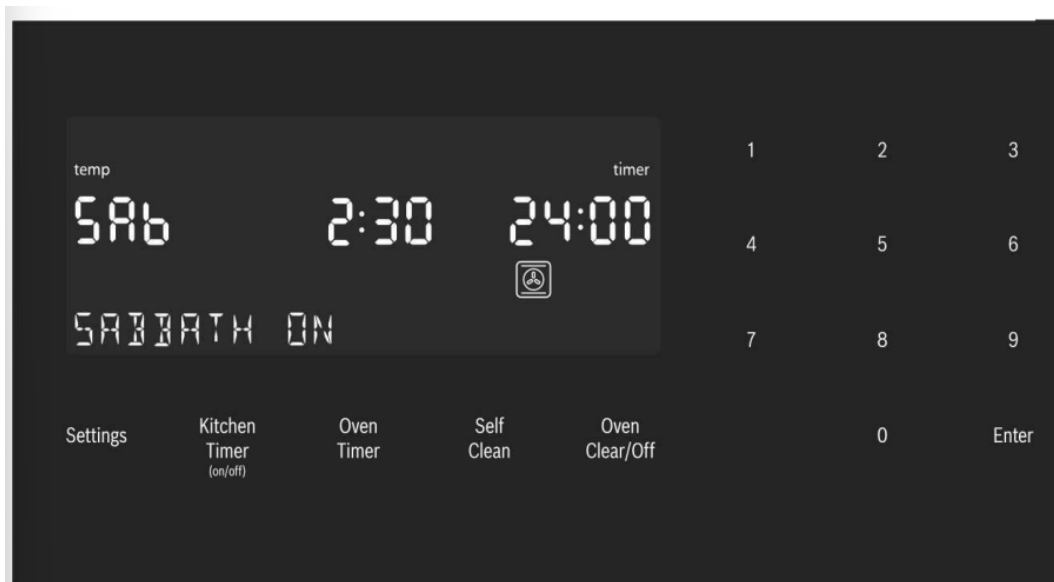 temp
timer
SAb
2:30
24:00
SABBATH ON
1 2 3
4 5 6
7 8 9
0 Enter
Settings
Kitchen
Timer
(on/off)
Oven
Timer
Self
Clean
Oven
Clear/Off